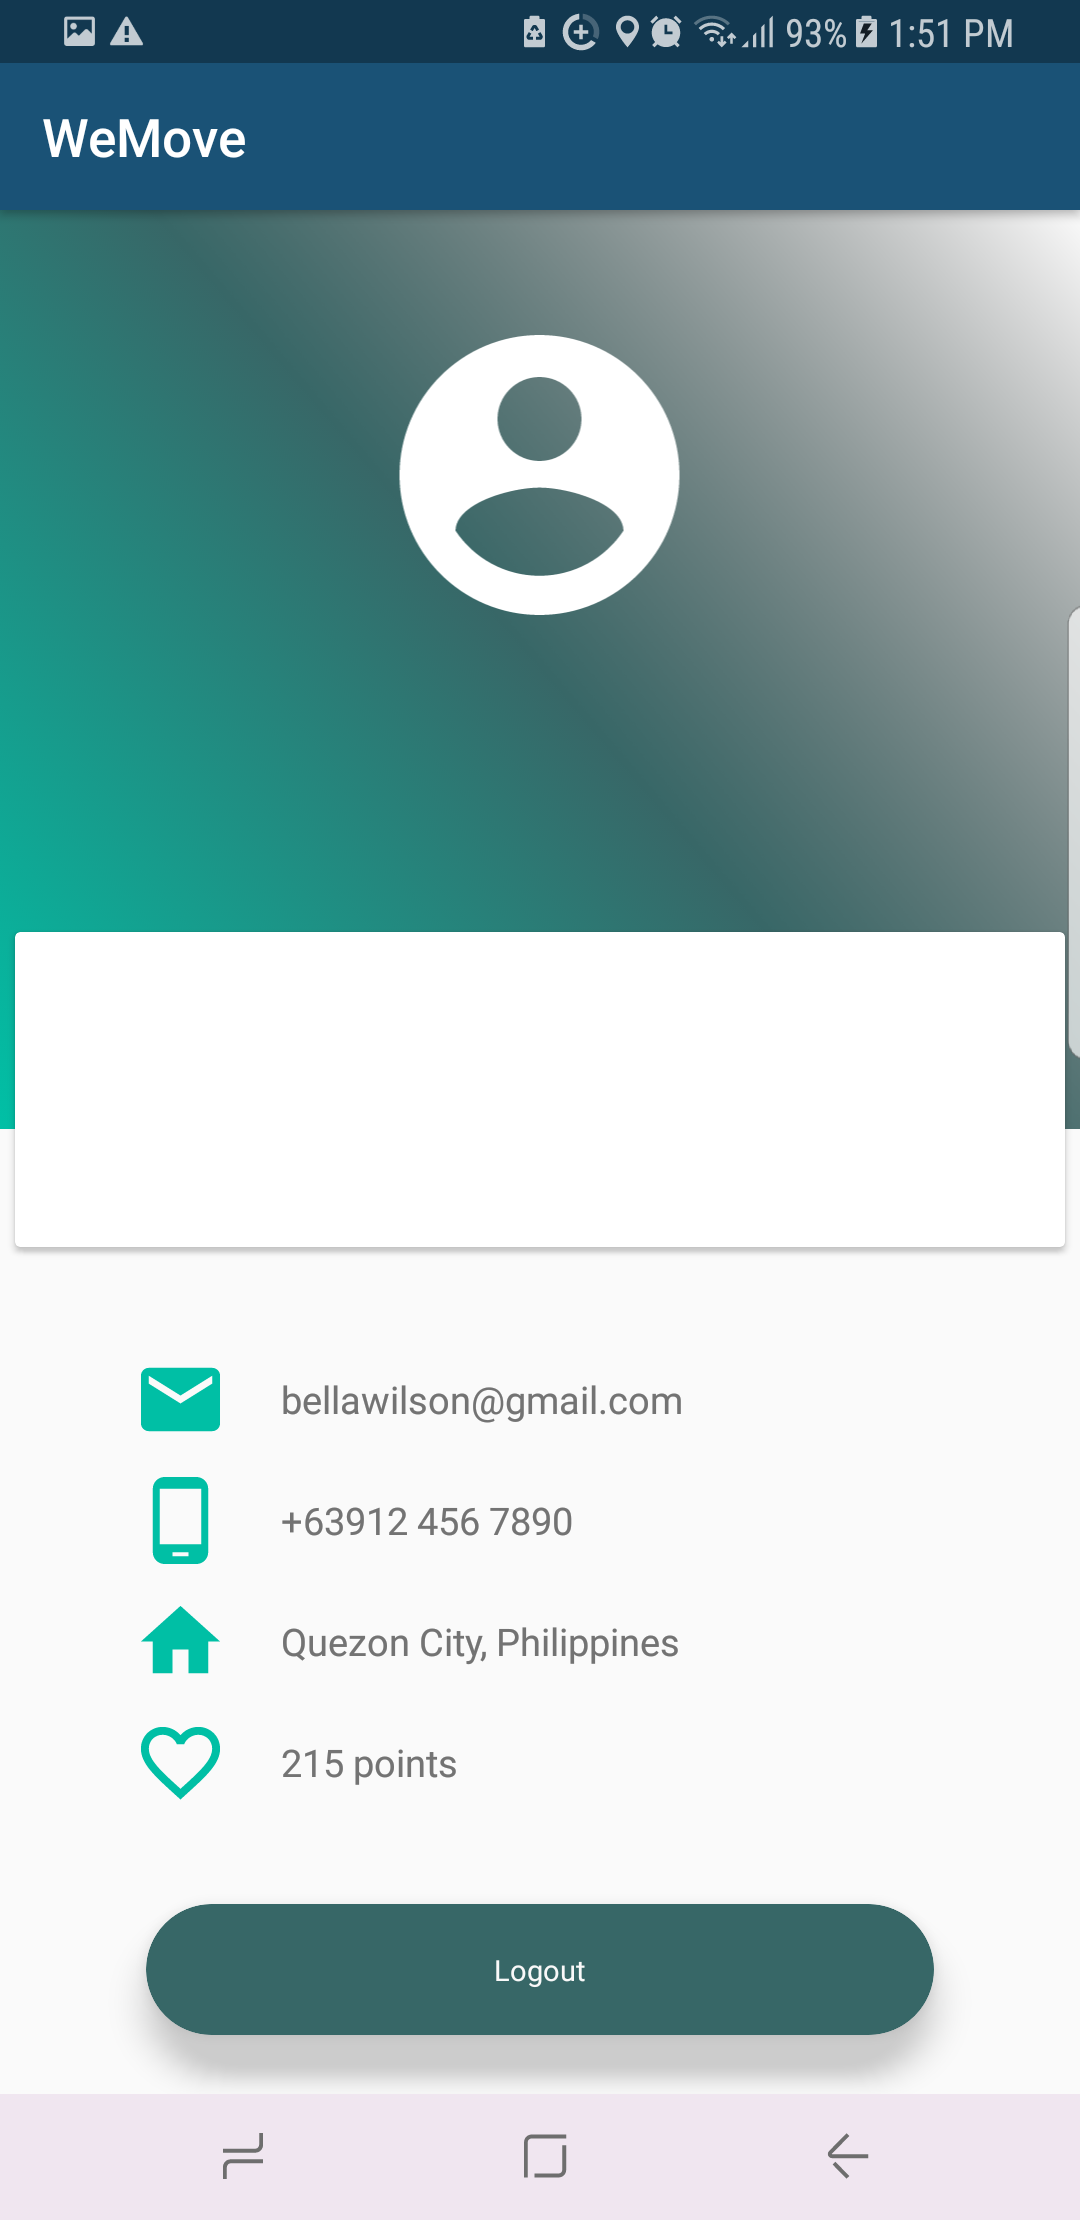 93% 1:51 PM
WeMove
bellawilson@gmail.com
+63912 456 7890
Quezon City, Philippines
215 points
Logout